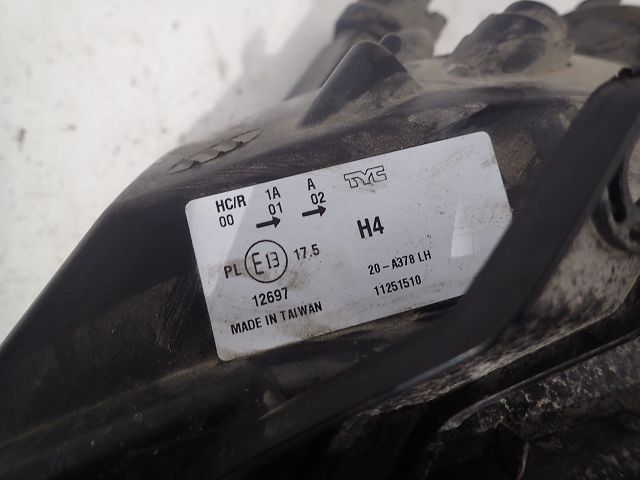 HC/R 1A A TYC
00 01 02
H4
PL E13 17.5
20-A378 LH
12697
11251510
MADE IN TAIWAN